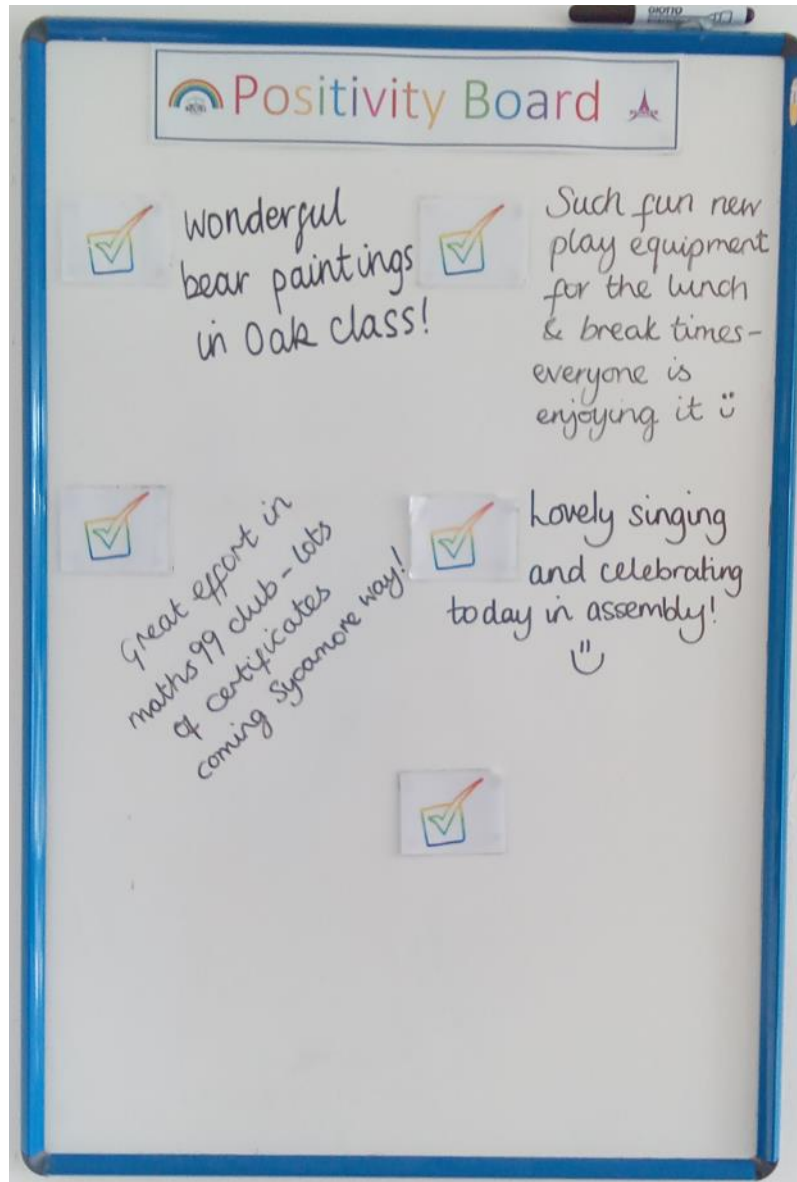 GIOTTO
Positivity Board
Wonderful
bear paintings
in Oak class!
Such fun new
play equipment
for the lunch
& break times-
everyone is
enjoying it ü
Great effort in
maths 99 club - lots
of certificates
coming Sycamore way!
Lovely singing
and celebrating
today in assembly!